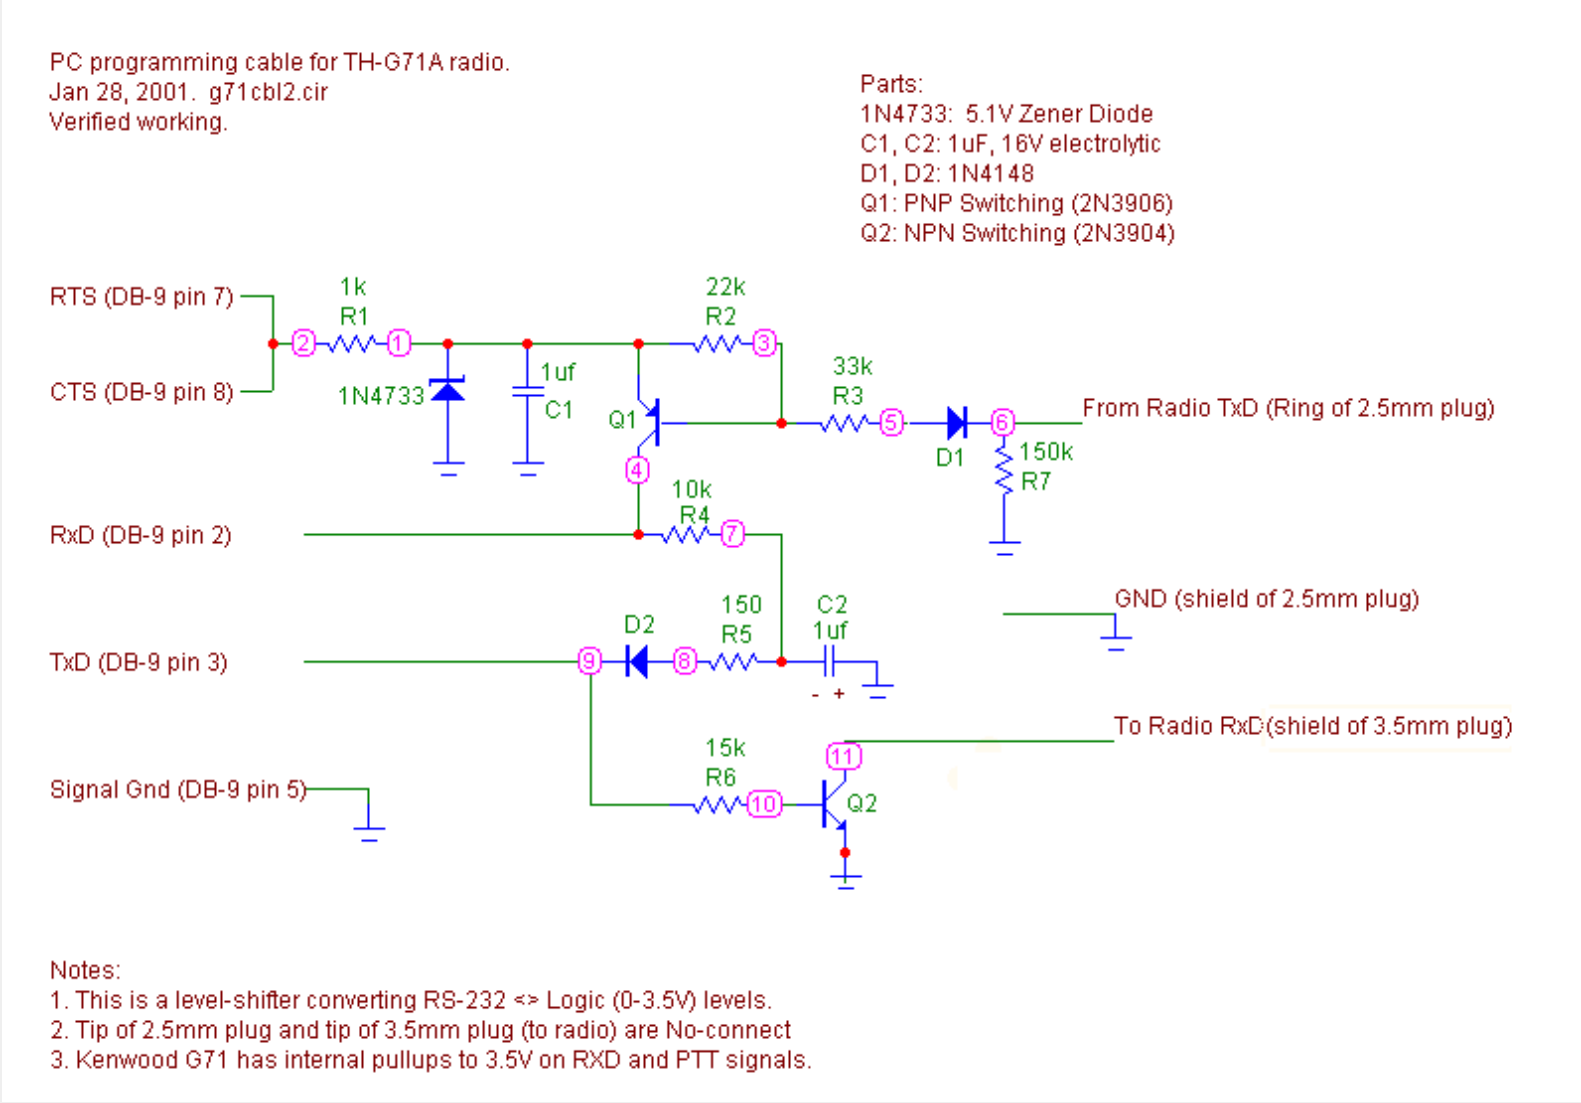 PC programming cable for TH-G71A radio.
Jan 28, 2001.  g71cbl2.cir
Verified working.
Parts:
1N4733:  5.1V Zener Diode
C1, C2: 1uF, 16V electrolytic
D1, D2: 1N4148
Q1: PNP Switching (2N3906)
Q2: NPN Switching (2N3904)
RTS (DB-9 pin 7)
1k
R1
22k
R2
2
1
3
CTS (DB-9 pin 8)
1N4733
1uf
C1
Q1
33k
R3
5
D1
6
From Radio TxD (Ring of 2.5mm plug)
150k
R7
4
10k
R4
RxD (DB-9 pin 2)
7
GND (shield of 2.5mm plug)
D2
150
R5
C2
1uf
TxD (DB-9 pin 3)
9
8
- +
To Radio RxD(shield of 3.5mm plug)
15k
R6
11
Signal Gnd (DB-9 pin 5)
10
Q2
Notes:
1. This is a level-shifter converting RS-232 <> Logic (0-3.5V) levels.
2. Tip of 2.5mm plug and tip of 3.5mm plug (to radio) are No-connect
3. Kenwood G71 has internal pullups to 3.5V on RXD and PTT signals.